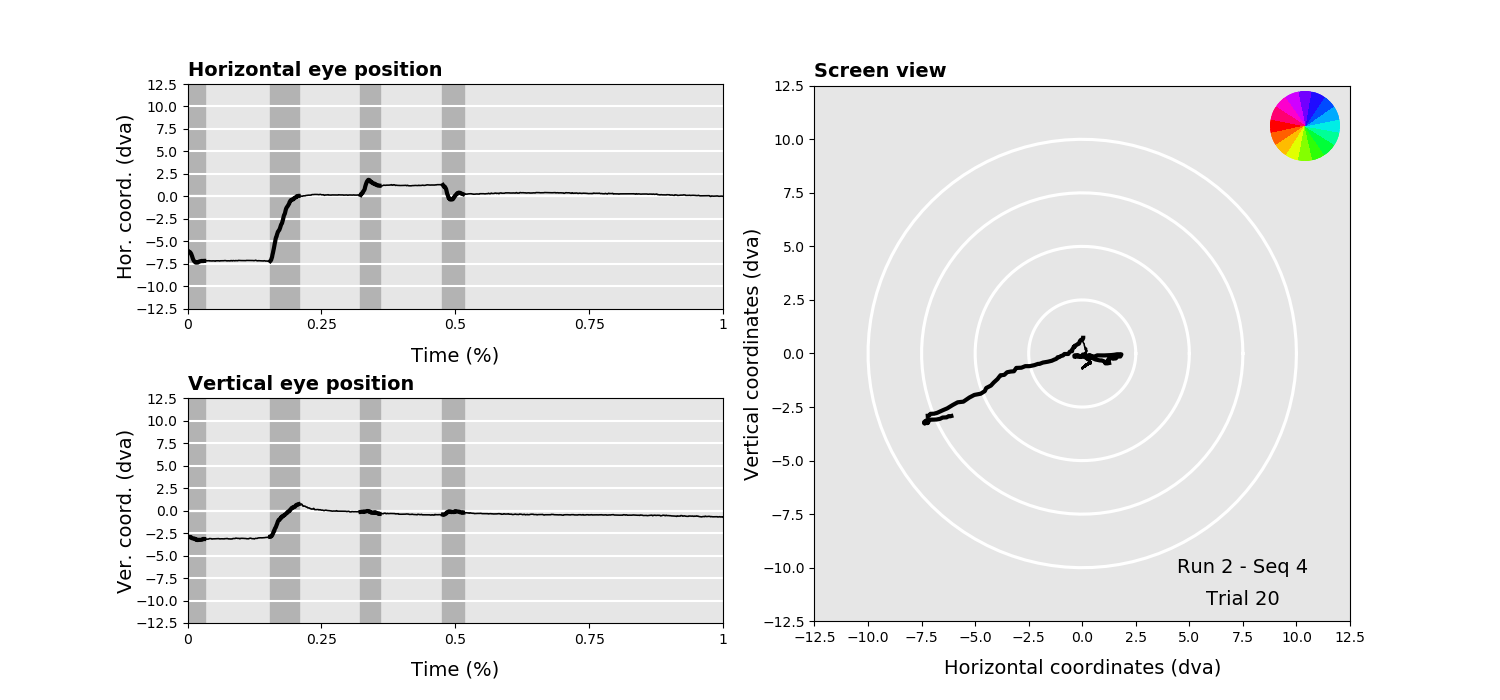 Horizontal eye position
Hor. coord. (dva)
12.5
10.0
7.5
5.0
2.5
0.0
−2.5
−5.0
−7.5
−10.0
−12.5
0 0.25 0.5 0.75 1
Time (%)
Vertical eye position
Ver. coord. (dva)
12.5
10.0
7.5
5.0
2.5
0.0
−2.5
−5.0
−7.5
−10.0
−12.5
0 0.25 0.5 0.75 1
Time (%)
Screen view
Vertical coordinates (dva)
12.5
10.0
7.5
5.0
2.5
0.0
−2.5
−5.0
−7.5
−10.0
−12.5
Run 2 - Seq 4
Trial 20
−12.5 −10.0 −7.5 −5.0 −2.5 0.0 2.5 5.0 7.5 10.0 12.5
Horizontal coordinates (dva)